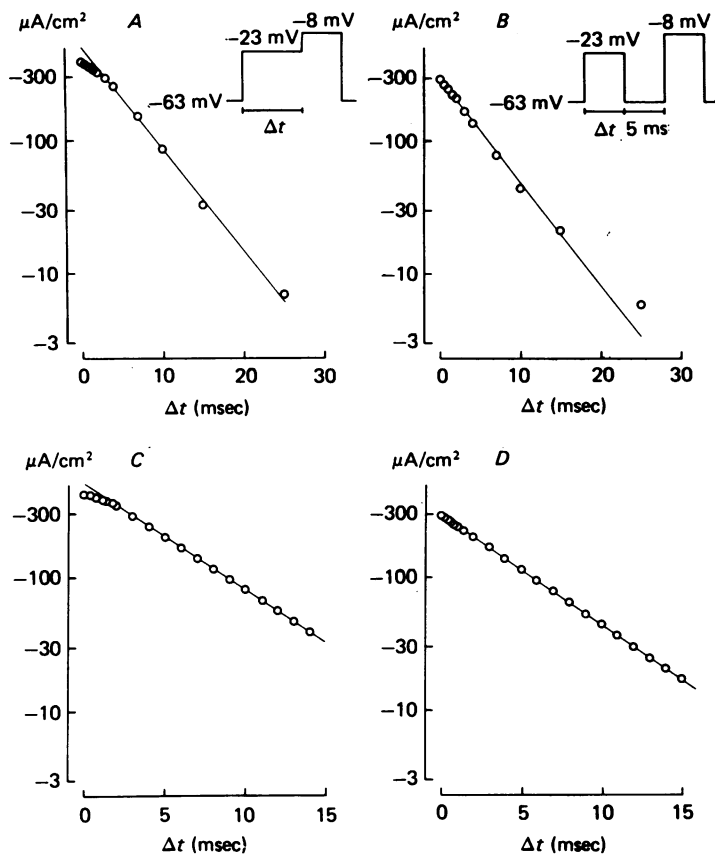 μA/cm² A
−8 mV
−23 mV
−63 mV
Δt
−300
−100
−30
−10
−3
0 10 20 30
Δt (msec)
μA/cm² B
−8 mV
−23 mV
−63 mV
Δt 5 ms
−300
−100
−30
−10
−3
0 10 20 30
Δt (msec)
μA/cm² C
−300
−100
−30
−10
−3
0 5 10 15
Δt (msec)
μA/cm² D
−300
−100
−30
−10
−3
0 5 10 15
Δt (msec)